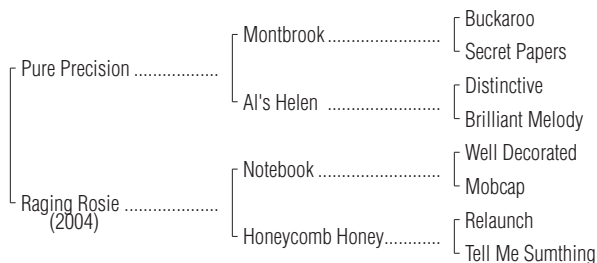 Buckaroo
Montbrook ........................
Secret Papers
Pure Precision ..................
Distinctive
Al's Helen ........................
Brilliant Melody
Well Decorated
Notebook ..........................
Mobcap
Raging Rosie ....................
(2004)
Relaunch
Honeycomb Honey............
Tell Me Sumthing